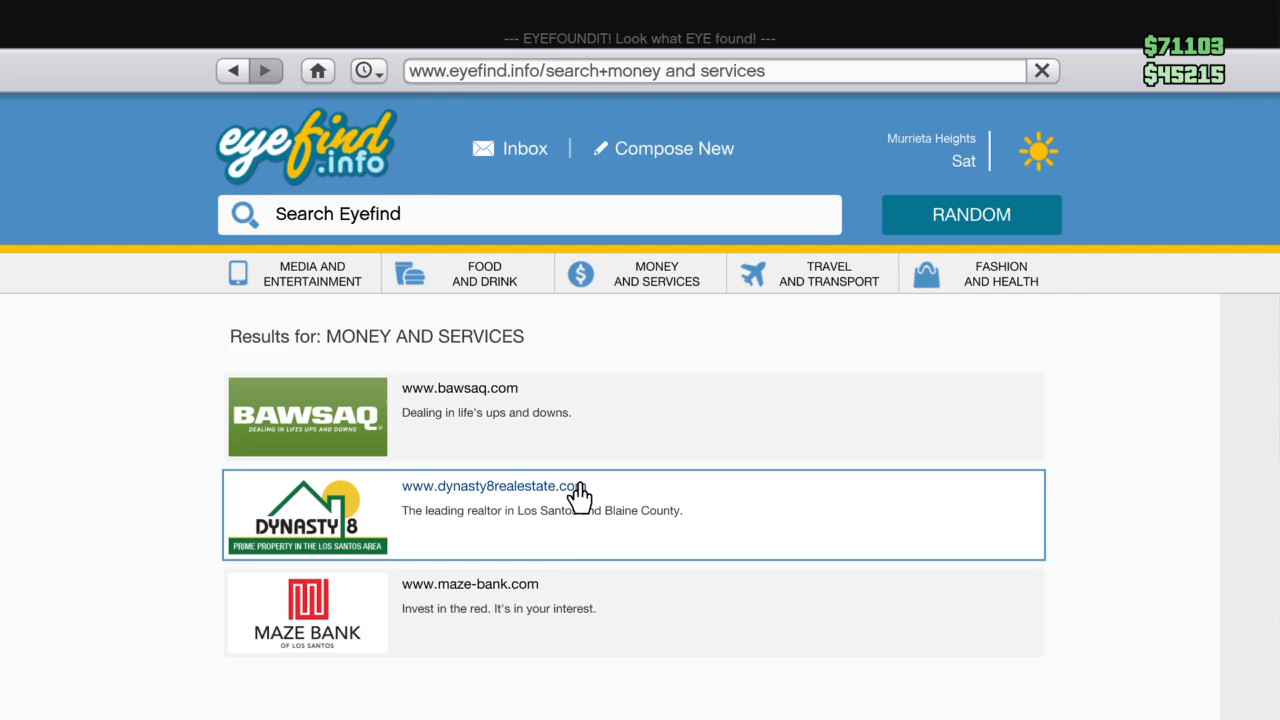 --- EYEFOUNDIT! Look what EYE found! ---
$71103
www.eyefind.info/search+money and services
$45215
eyefind
.info
Inbox
Compose New
Murrieta Heights
Sat
Search Eyefind
RANDOM
MEDIA AND
ENTERTAINMENT
FOOD
AND DRINK
MONEY
AND SERVICES
TRAVEL
AND TRANSPORT
FASHION
AND HEALTH
Results for: MONEY AND SERVICES
BAWSAQ
DEALING IN LIFES UPS AND DOWNS
www.bawsaq.com
Dealing in life's ups and downs.
DYNASTY 8
PRIME PROPERTY IN THE LOS SANTOS AREA
www.dynasty8realestate.com
The leading realtor in Los Santos and Blaine County.
MAZE BANK
OF LOS SANTOS
www.maze-bank.com
Invest in the red. It's in your interest.